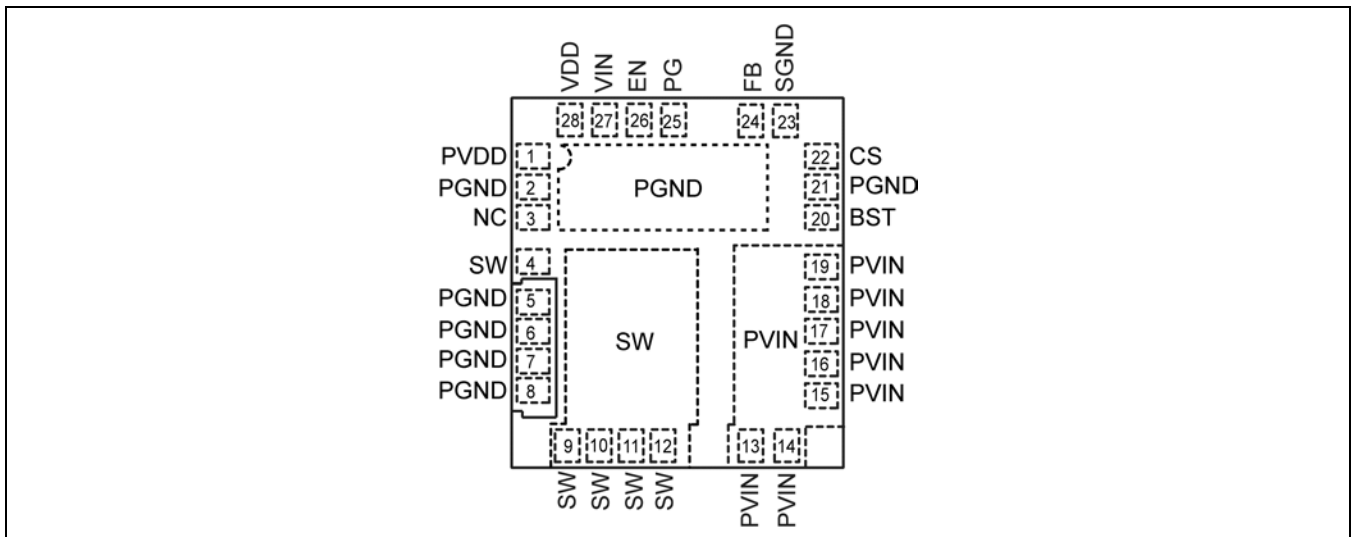 VDD
VIN
EN
PG
FB
SGND
28
27
26
25
24
23
PVDD 1
22 CS
PGND 2
PGND
21 PGND
NC 3
20 BST
SW 4
19 PVIN
PGND 5
18 PVIN
PGND 6
SW
PVIN
17 PVIN
PGND 7
16 PVIN
PGND 8
15 PVIN
9
10
11
12
13
14
SW
SW
SW
SW
PVIN
PVIN